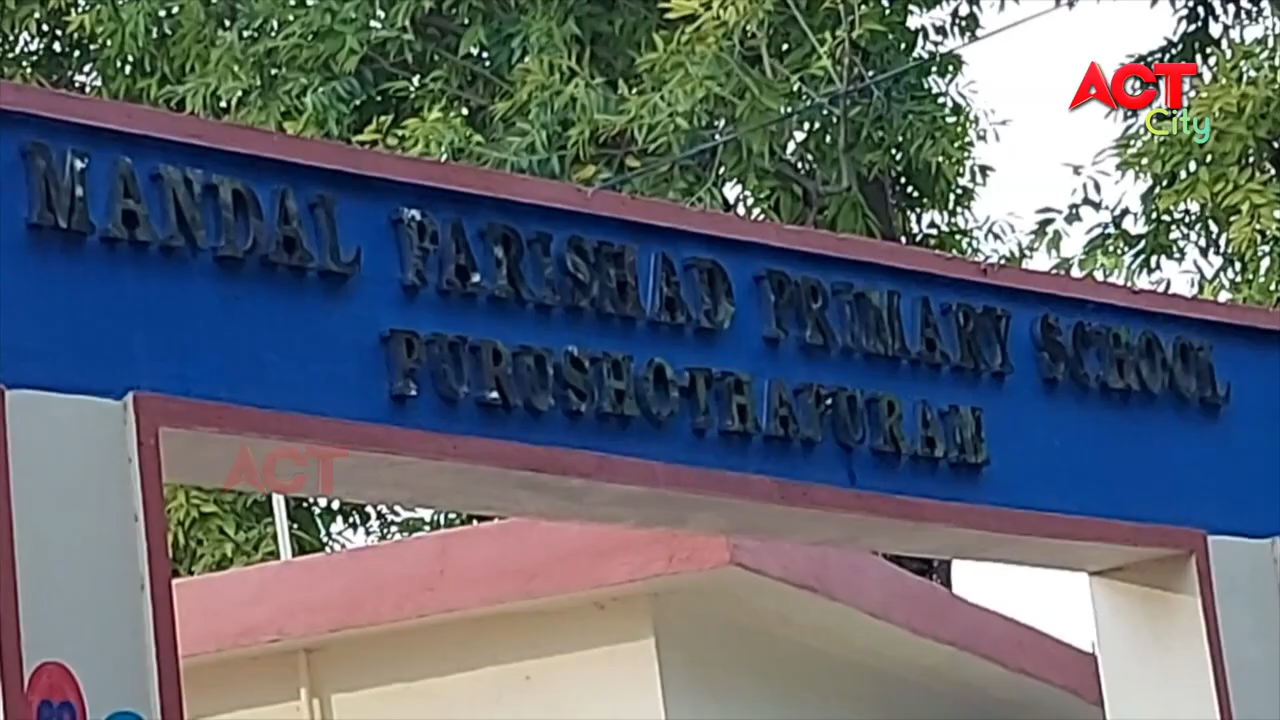 ACT
City
MANDAL PARISHAD PRIMARY SCHOOL
PURUSHOTHAPURAM
ACT